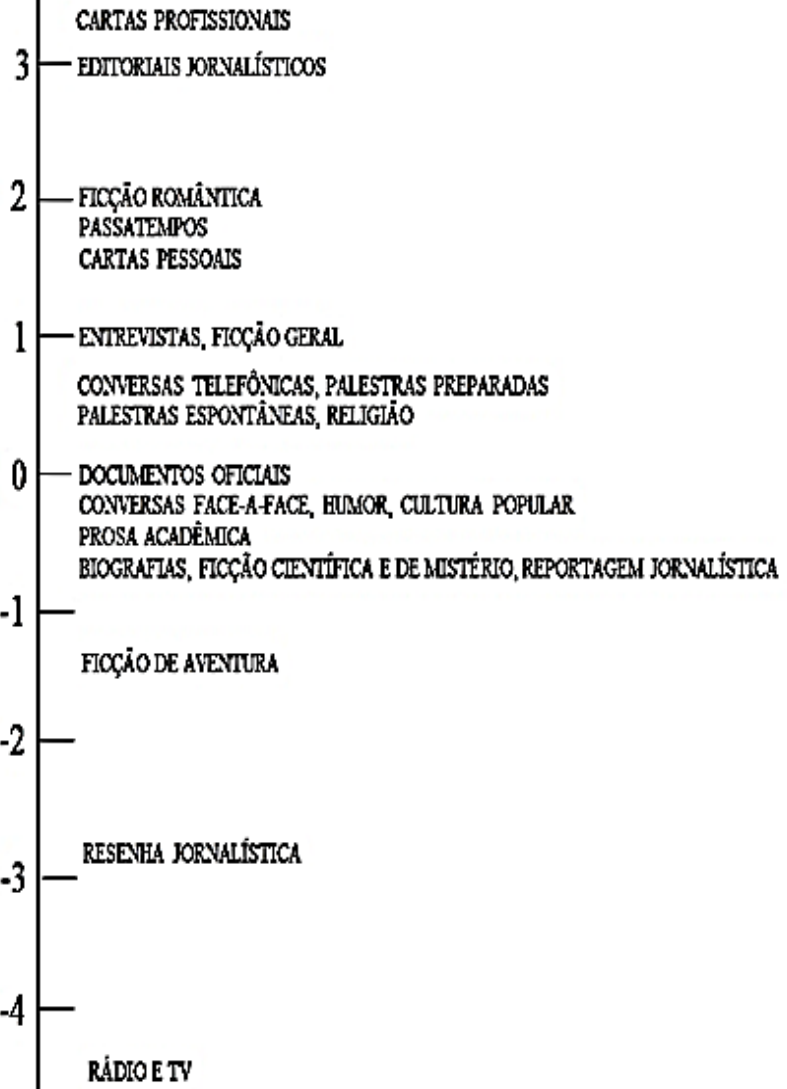 CARTAS PROFISSIONAIS
3 EDITORIAIS JORNALÍSTICOS
2 FICÇÃO ROMÂNTICA
PASSATEMPOS
CARTAS PESSOAIS
1 ENTREVISTAS, FICÇÃO GERAL
CONVERSAS TELEFÔNICAS, PALESTRAS PREPARADAS
PALESTRAS ESPONTÂNEAS, RELIGIÃO
0 DOCUMENTOS OFICIAIS
CONVERSAS FACE-A-FACE, HUMOR, CULTURA POPULAR
PROSA ACADÊMICA
BIOGRAFIAS, FICÇÃO CIENTÍFICA E DE MISTÉRIO, REPORTAGEM JORNALÍSTICA
-1
FICÇÃO DE AVENTURA
-2
RESENHA JORNALÍSTICA
-3
-4
RÁDIO E TV